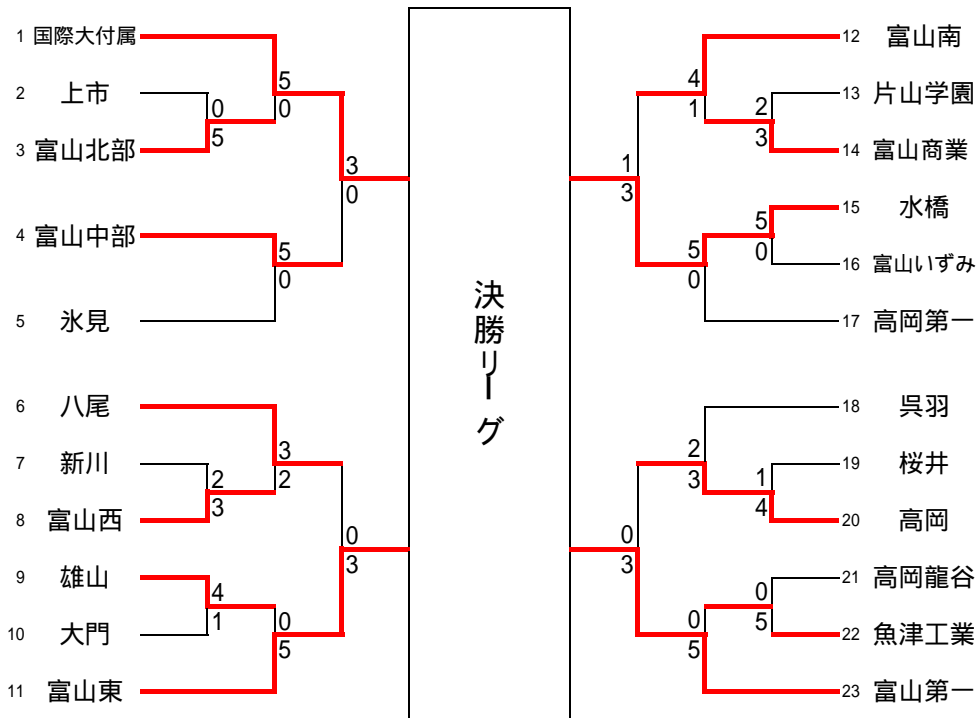 1 国際大付属
2 上市
3 富山北部
4 富山中部
5 氷見
6 八尾
7 新川
8 富山西
9 雄山
10 大門
11 富山東
5
0
0
5
5
0
3
0
3
2
2
3
4
1
0
5
0
3
決勝リーグ
12 富山南
13 片山学園
14 富山商業
15 水橋
16 富山いずみ
17 高岡第一
18 呉羽
19 桜井
20 高岡
21 高岡龍谷
22 魚津工業
23 富山第一
4
1
2
3
1
3
5
0
5
0
2
3
1
4
0
3
0
5
0
5